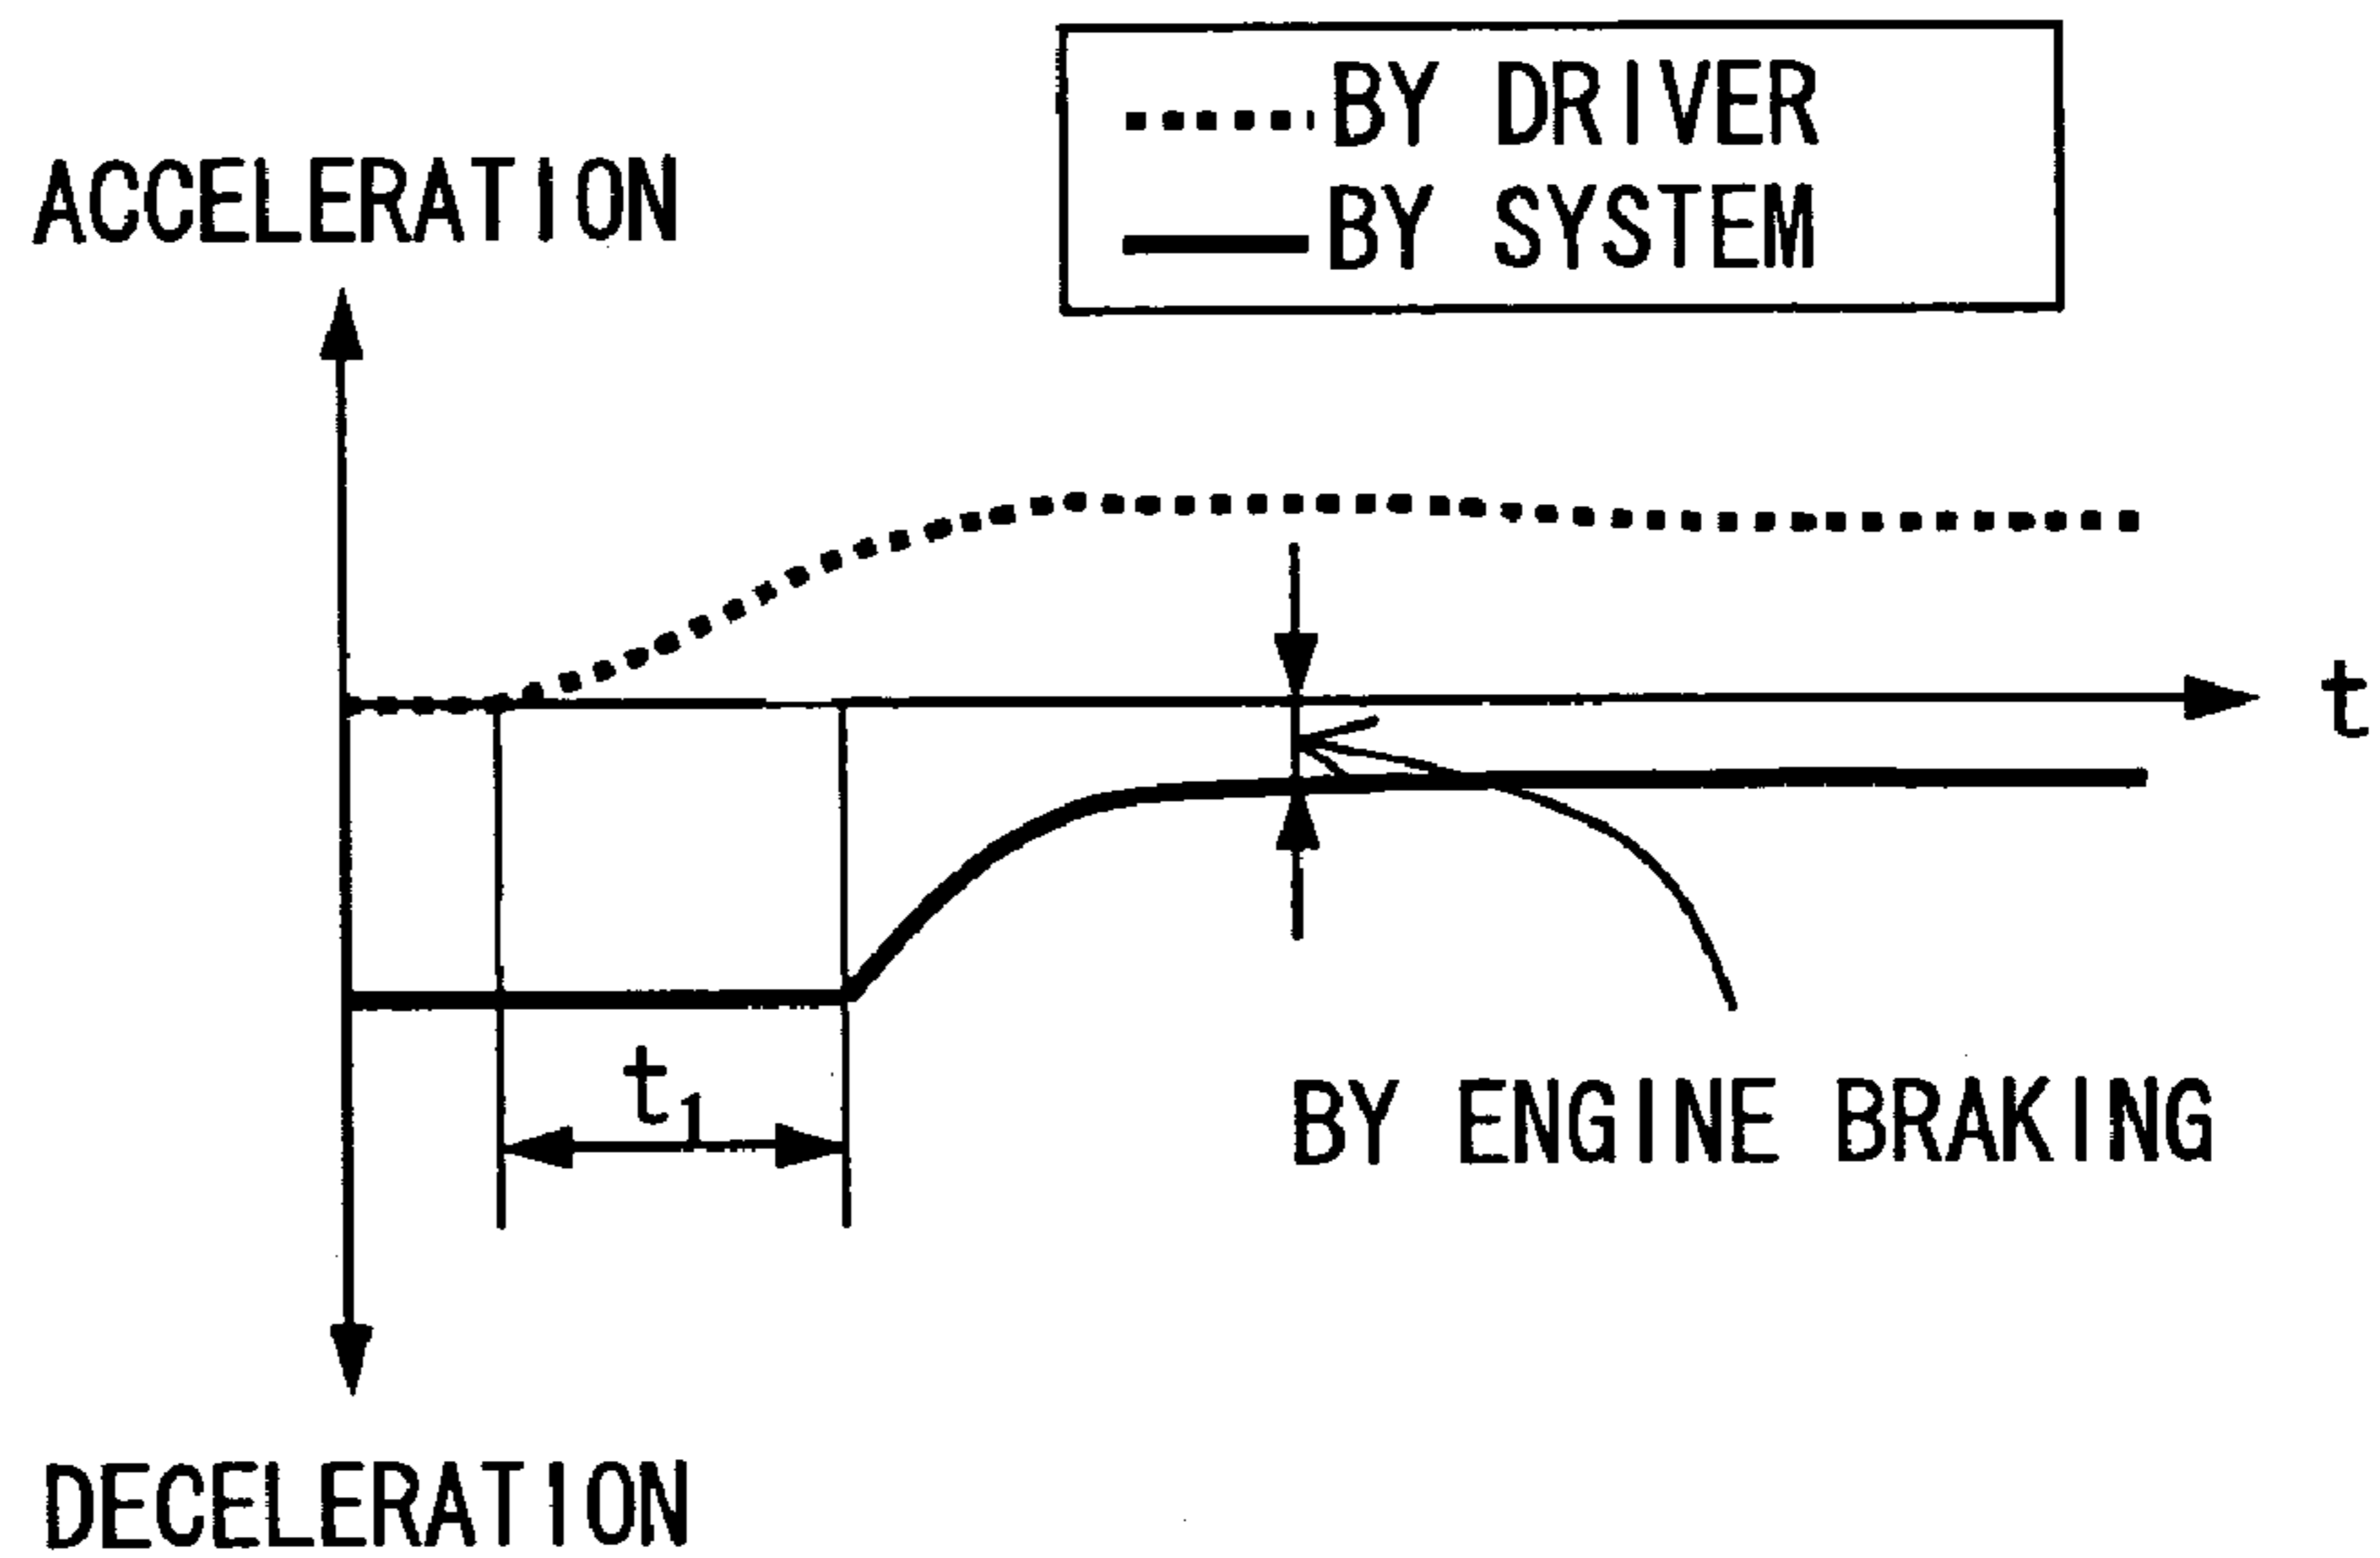 BY DRIVER
BY SYSTEM
ACCELERATION
t
t1
BY ENGINE BRAKING
DECELERATION